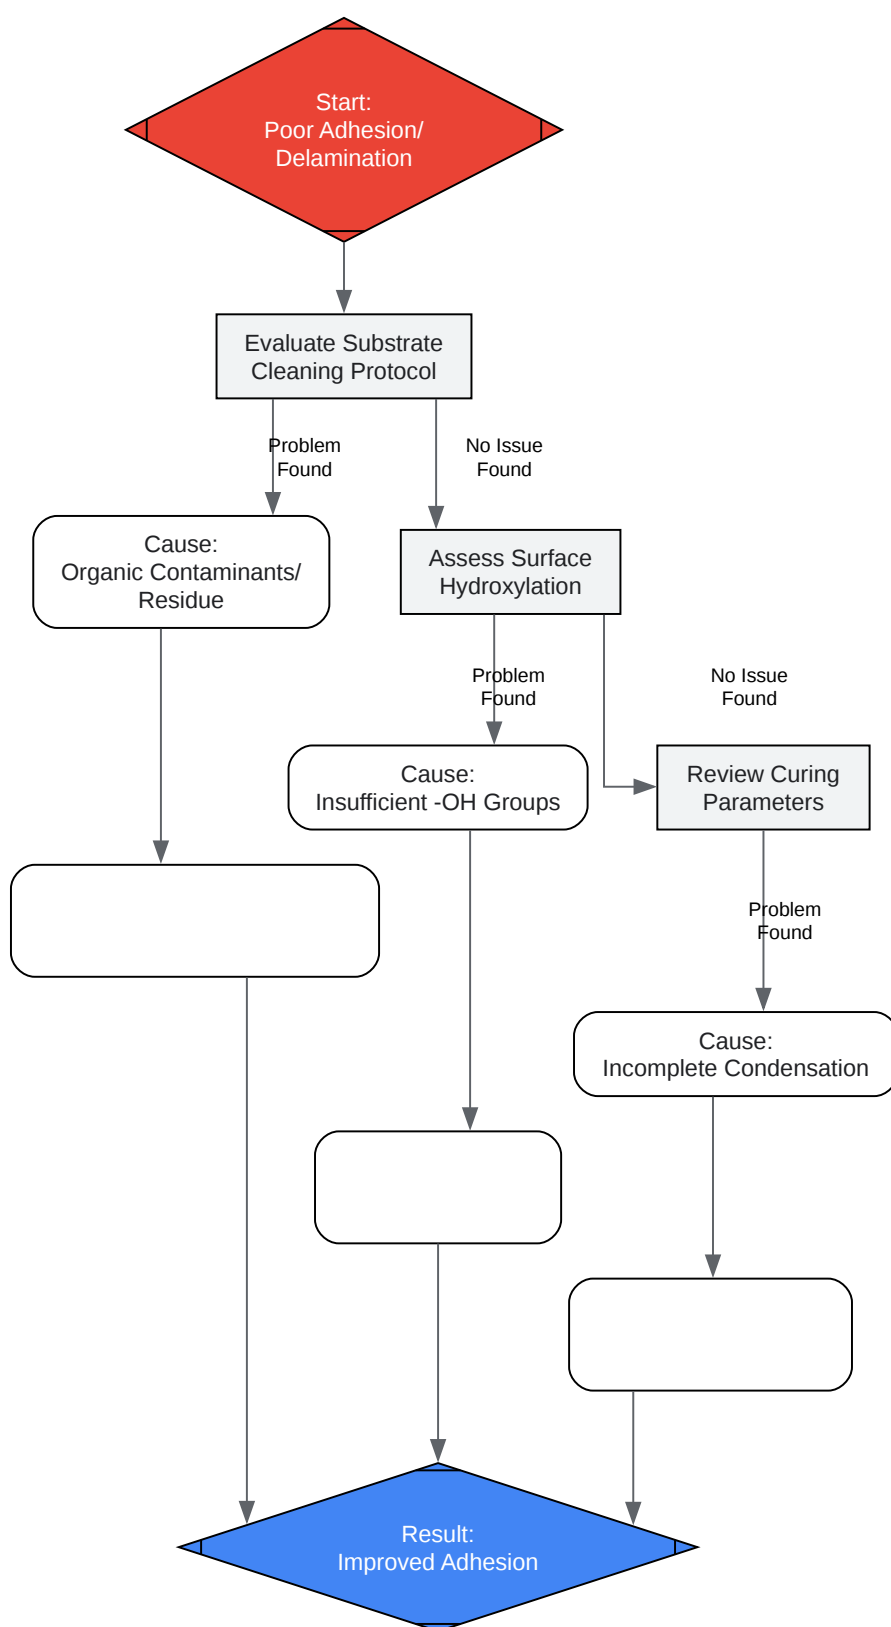 Start:
Poor Adhesion/
Delamination
Evaluate Substrate
Cleaning Protocol
Problem
Found
No Issue
Found
Cause:
Organic Contaminants/
Residue
Assess Surface
Hydroxylation
Problem
Found
No Issue
Found
Cause:
Insufficient -OH Groups
Review Curing
Parameters
Problem
Found
Cause:
Incomplete Condensation
Result:
Improved Adhesion